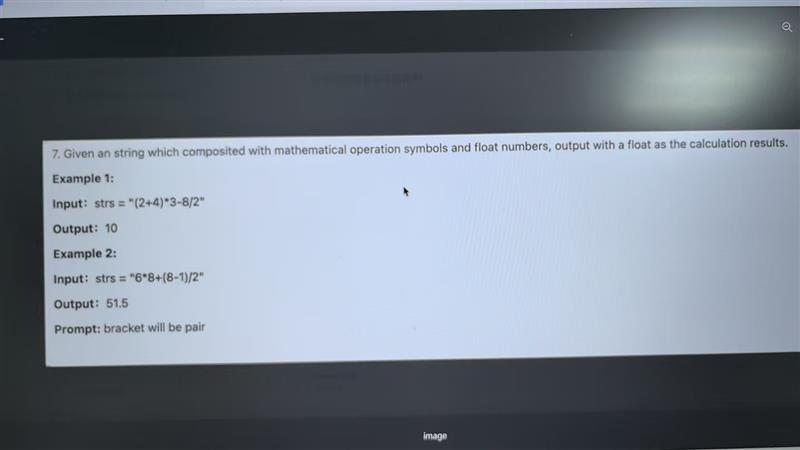 7. Given an string which composited with mathematical operation symbols and float numbers, output with a float as the calculation results.
Example 1:
Input： strs = "(2+4)*3-8/2"
Output： 10
Example 2:
Input： strs = "6*8+(8-1)/2"
Output： 51.5
Prompt: bracket will be pair
image